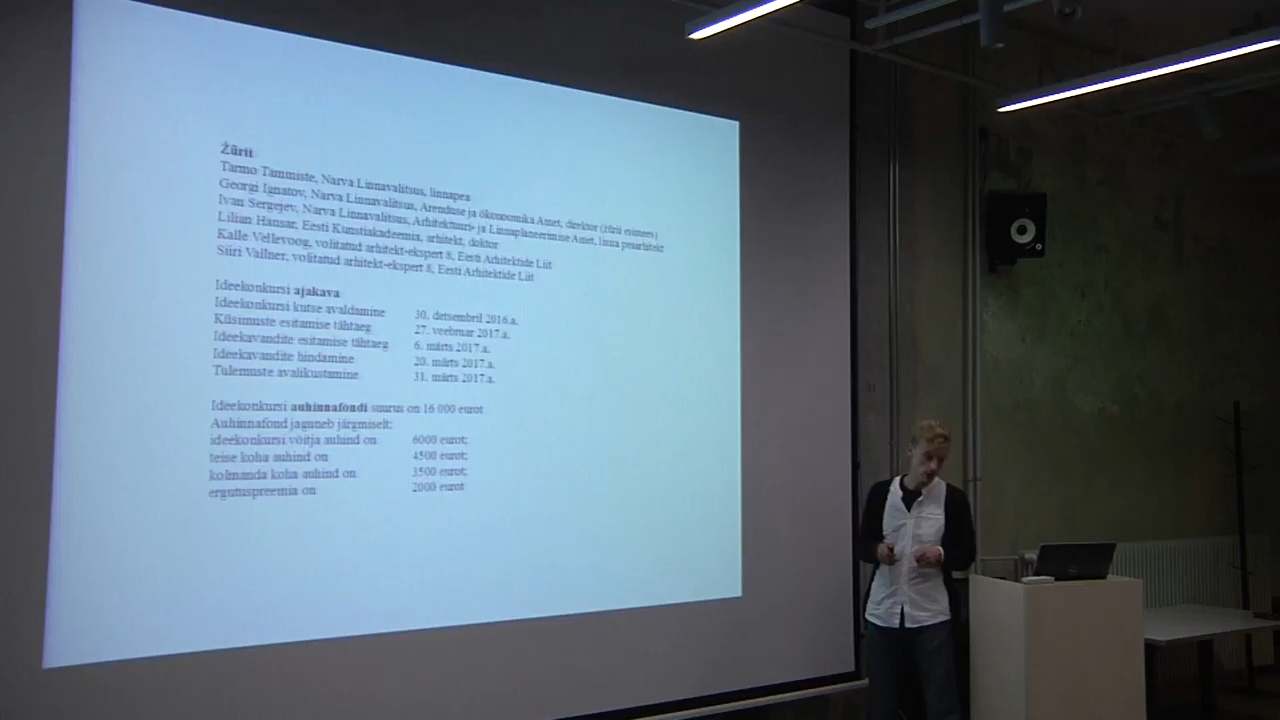 Žürii
Tarmo Tammiste, Narva Linnavalitsus, linnapea
Georgi Ignatov, Narva Linnavalitsus, Arenduse ja ökonoomika Amet, direktor (žürii esimees)
Ivan Sergejev, Narva Linnavalitsus, Arhitektuuri- ja Linnaplaneerimise Amet, linna peaarhitekt
Lilian Hansar, Eesti Kunstiakadeemia, arhitekt, doktor
Kalle Vellevoog, volitatud arhitekt-ekspert 8, Eesti Arhitektide Liit
Siiri Vallner, volitatud arhitekt-ekspert 8, Eesti Arhitektide Liit
Ideekonkursi ajakava
Ideekonkursi kutse avaldamine 30. detsembril 2016.a.
Küsimuste esitamise tähtaeg 27. veebruar 2017.a.
Ideekavandite esitamise tähtaeg 6. märts 2017.a.
Ideekavandite hindamine 20. märts 2017.a.
Tulemuste avalikustamine 31. märts 2017.a.
Ideekonkursi auhinnafondi suurus on 16 000 eurot
Auhinnafond jaguneb järgmiselt:
ideekonkursi võitja auhind on 6000 eurot;
teise koha auhind on 4500 eurot;
kolmanda koha auhind on 3500 eurot;
ergutuspreemia on 2000 eurot